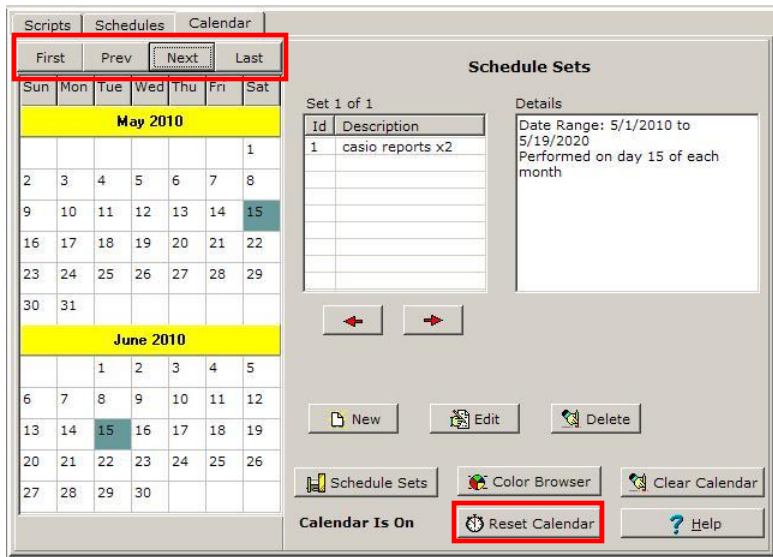 Scripts Schedules Calendar
First Prev Next Last
Sun Mon Tue Wed Thu Fri Sat
May 2010
1
2 3 4 5 6 7 8
9 10 11 12 13 14 15
16 17 18 19 20 21 22
23 24 25 26 27 28 29
30 31
June 2010
1 2 3 4 5
6 7 8 9 10 11 12
13 14 15 16 17 18 19
20 21 22 23 24 25 26
27 28 29 30
Schedule Sets
Set 1 of 1
Id Description
1 casio reports x2
Details
Date Range: 5/1/2010 to
5/19/2020
Performed on day 15 of each
month
New Edit Delete
Schedule Sets Color Browser Clear Calendar
Calendar Is On Reset Calendar ? Help